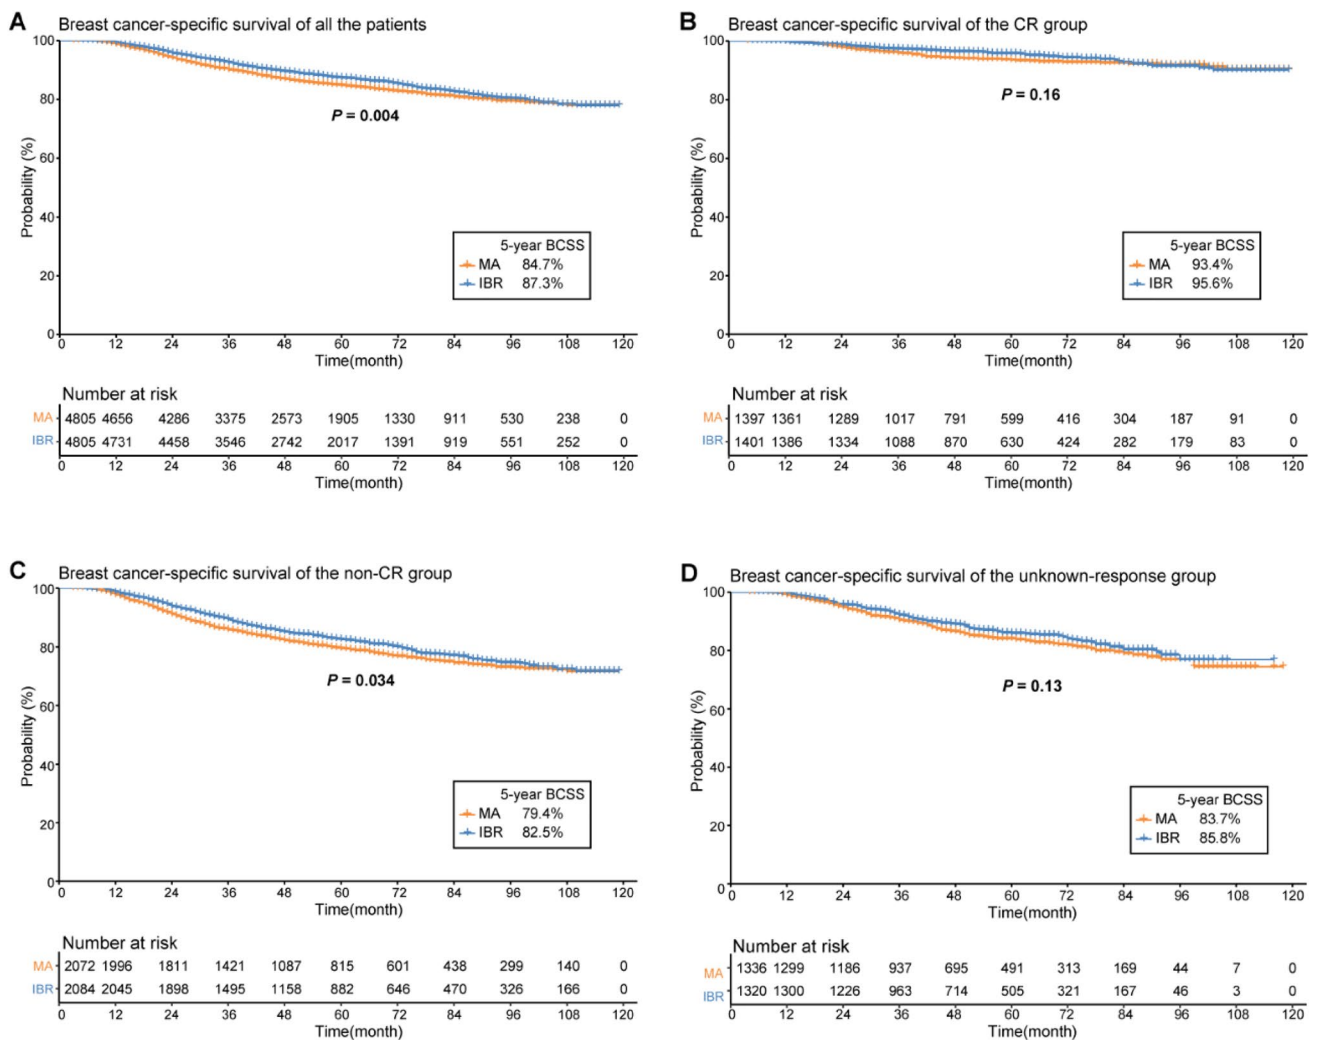 A Breast cancer-specific survival of all the patients
100
80
60
40
20
0
Probability (%)
P = 0.004
5-year BCSS
MA 84.7%
IBR 87.3%
0 12 24 36 48 60 72 84 96 108 120
Time(month)
Number at risk
MA 4805 4656 4286 3375 2573 1905 1330 911 530 238 0
IBR 4805 4731 4458 3546 2742 2017 1391 919 551 252 0
0 12 24 36 48 60 72 84 96 108 120
Time(month)
B Breast cancer-specific survival of the CR group
100
80
60
40
20
0
Probability (%)
P = 0.16
5-year BCSS
MA 93.4%
IBR 95.6%
0 12 24 36 48 60 72 84 96 108 120
Time(month)
Number at risk
MA 1397 1361 1289 1017 791 599 416 304 187 91 0
IBR 1401 1386 1334 1088 870 630 424 282 179 83 0
0 12 24 36 48 60 72 84 96 108 120
Time(month)
C Breast cancer-specific survival of the non-CR group
100
80
60
40
20
0
Probability (%)
P = 0.034
5-year BCSS
MA 79.4%
IBR 82.5%
0 12 24 36 48 60 72 84 96 108 120
Time(month)
Number at risk
MA 2072 1996 1811 1421 1087 815 601 438 299 140 0
IBR 2084 2045 1898 1495 1158 882 646 470 326 166 0
0 12 24 36 48 60 72 84 96 108 120
Time(month)
D Breast cancer-specific survival of the unknown-response group
100
80
60
40
20
0
Probability (%)
P = 0.13
5-year BCSS
MA 83.7%
IBR 85.8%
0 12 24 36 48 60 72 84 96 108 120
Time(month)
Number at risk
MA 1336 1299 1186 937 695 491 313 169 44 7 0
IBR 1320 1300 1226 963 714 505 321 167 46 3 0
0 12 24 36 48 60 72 84 96 108 120
Time(month)